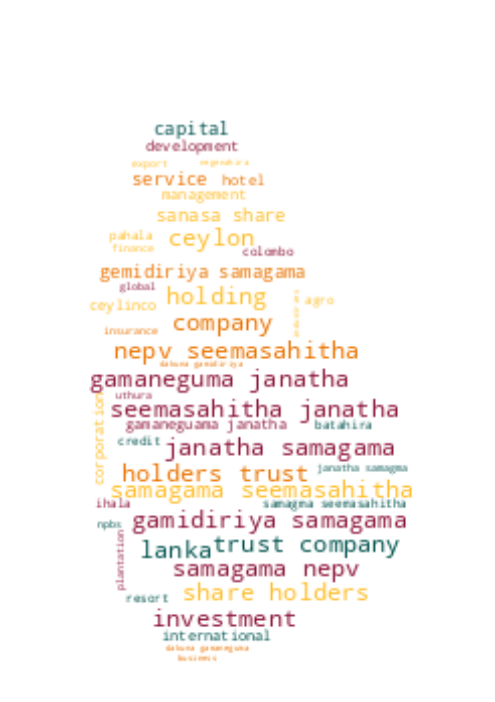 capital
development
export negenahira
service hotel
management
sanasa share
pahala ceylon
finance
colombo
gemidiriya samagama
global
holding
agro
ceylinco
industries
company
insurance
nepv seemasahitha
dakuna gamidiriya
gamaneguma janatha
uthura
corporation
seemasahitha janatha
gamaneguama janatha batahira
credit janatha samagama
holders trust janatha samagma
samagama seemasahitha
ihala samagma seemasahitha
npbs gamidiriya samagama
plantation
lanka trust company
samagama nepv
resort share holders
investment
international
dakuna gamaneguma
business